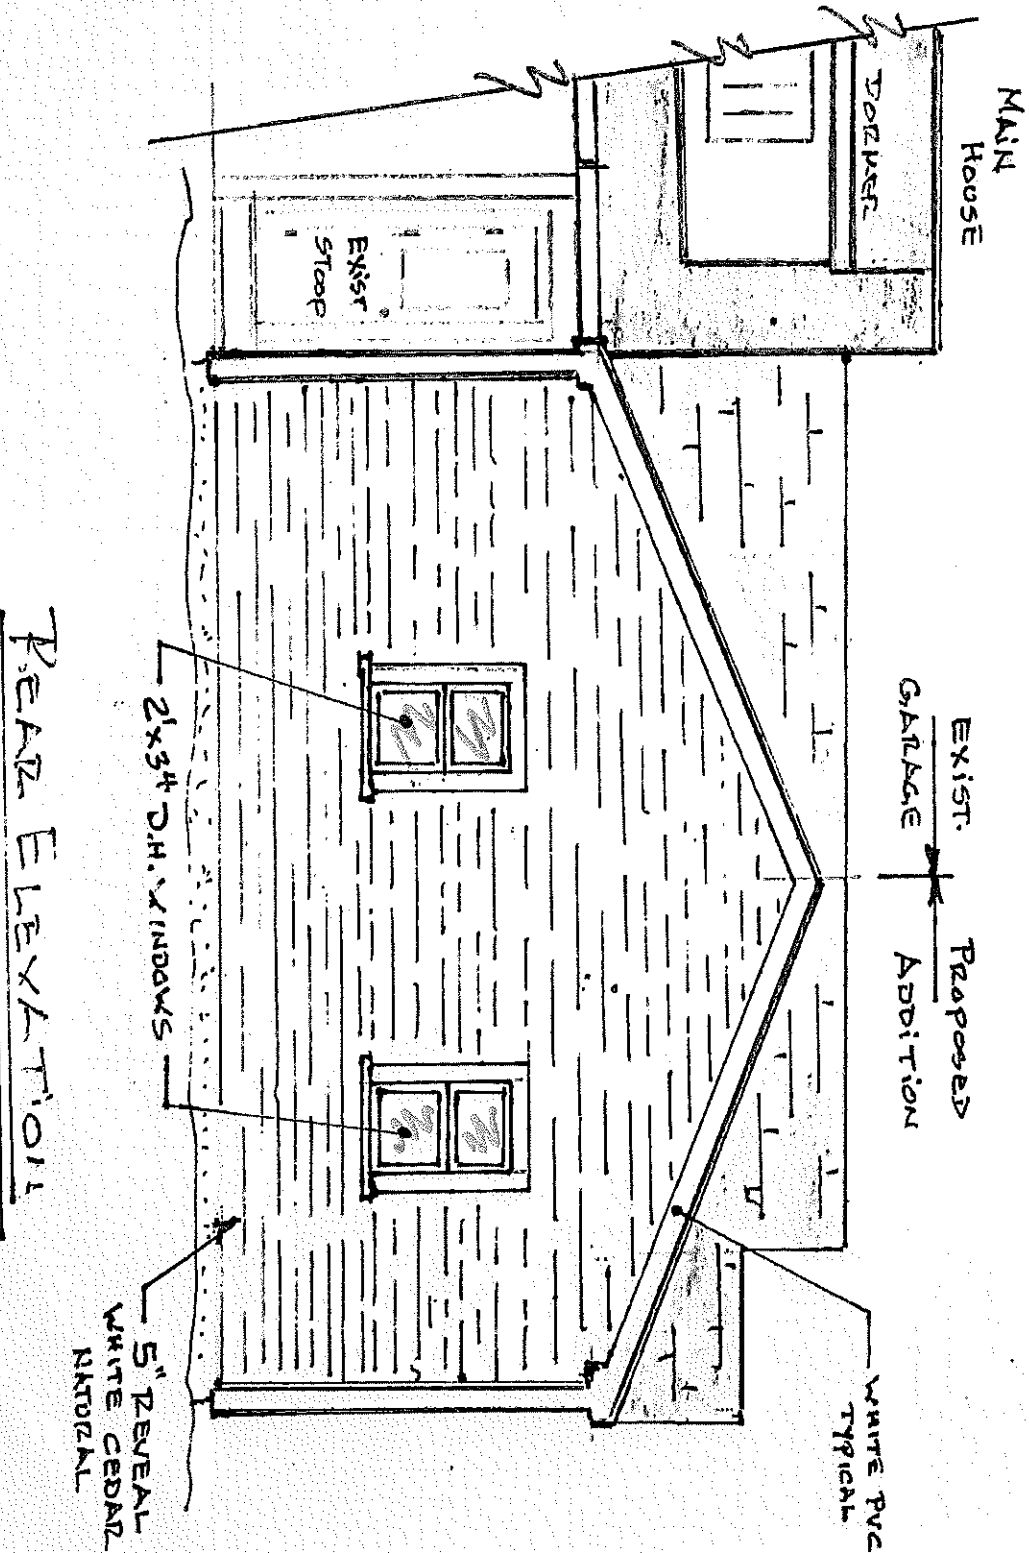 MAIN
HOUSE
DORMER
EXIST.
GARAGE
PROPOSED
ADDITION
WHITE PVC
TYPICAL
EXIST
STOOP
2'x3⁴ D.H. WINDOWS
5" REVEAL
WHITE CEDAR
NATURAL
REAR ELEVATION